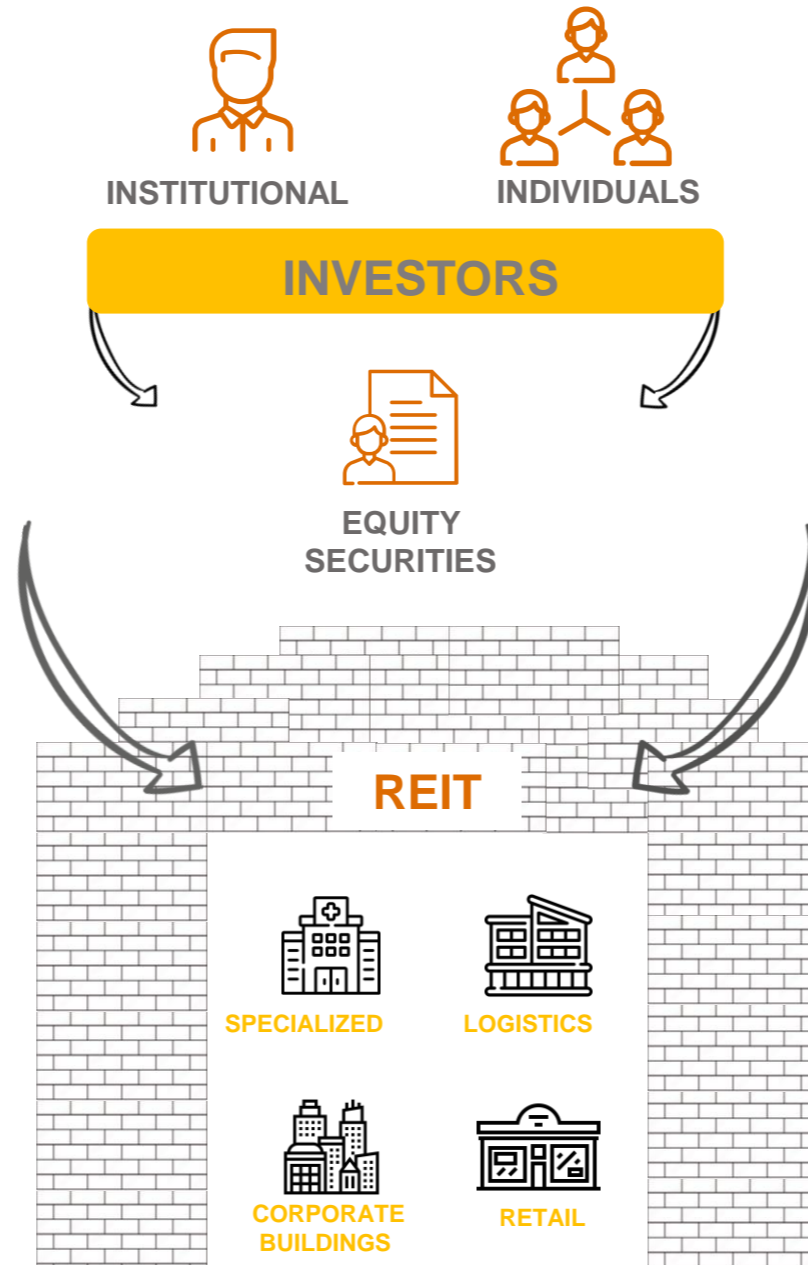 INSTITUTIONAL
INDIVIDUALS
INVESTORS
EQUITY
SECURITIES
REIT
SPECIALIZED
LOGISTICS
CORPORATE
BUILDINGS
RETAIL